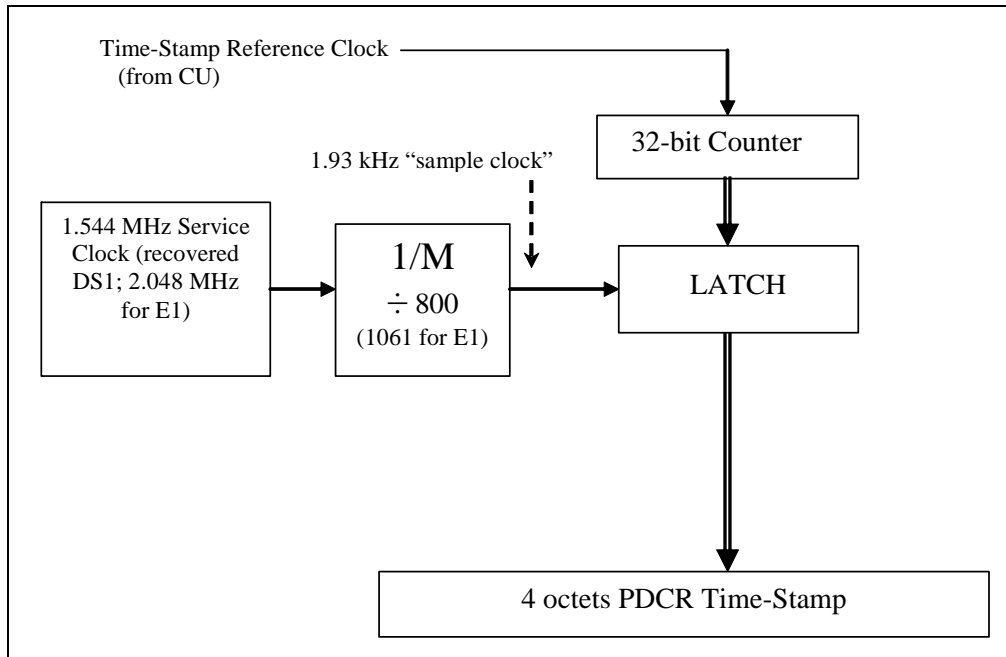 Time-Stamp Reference Clock
(from CU)
32-bit Counter
1.93 kHz “sample clock”
1.544 MHz Service
Clock (recovered
DS1; 2.048 MHz
for E1)
1/M
÷ 800
(1061 for E1)
LATCH
4 octets PDCR Time-Stamp